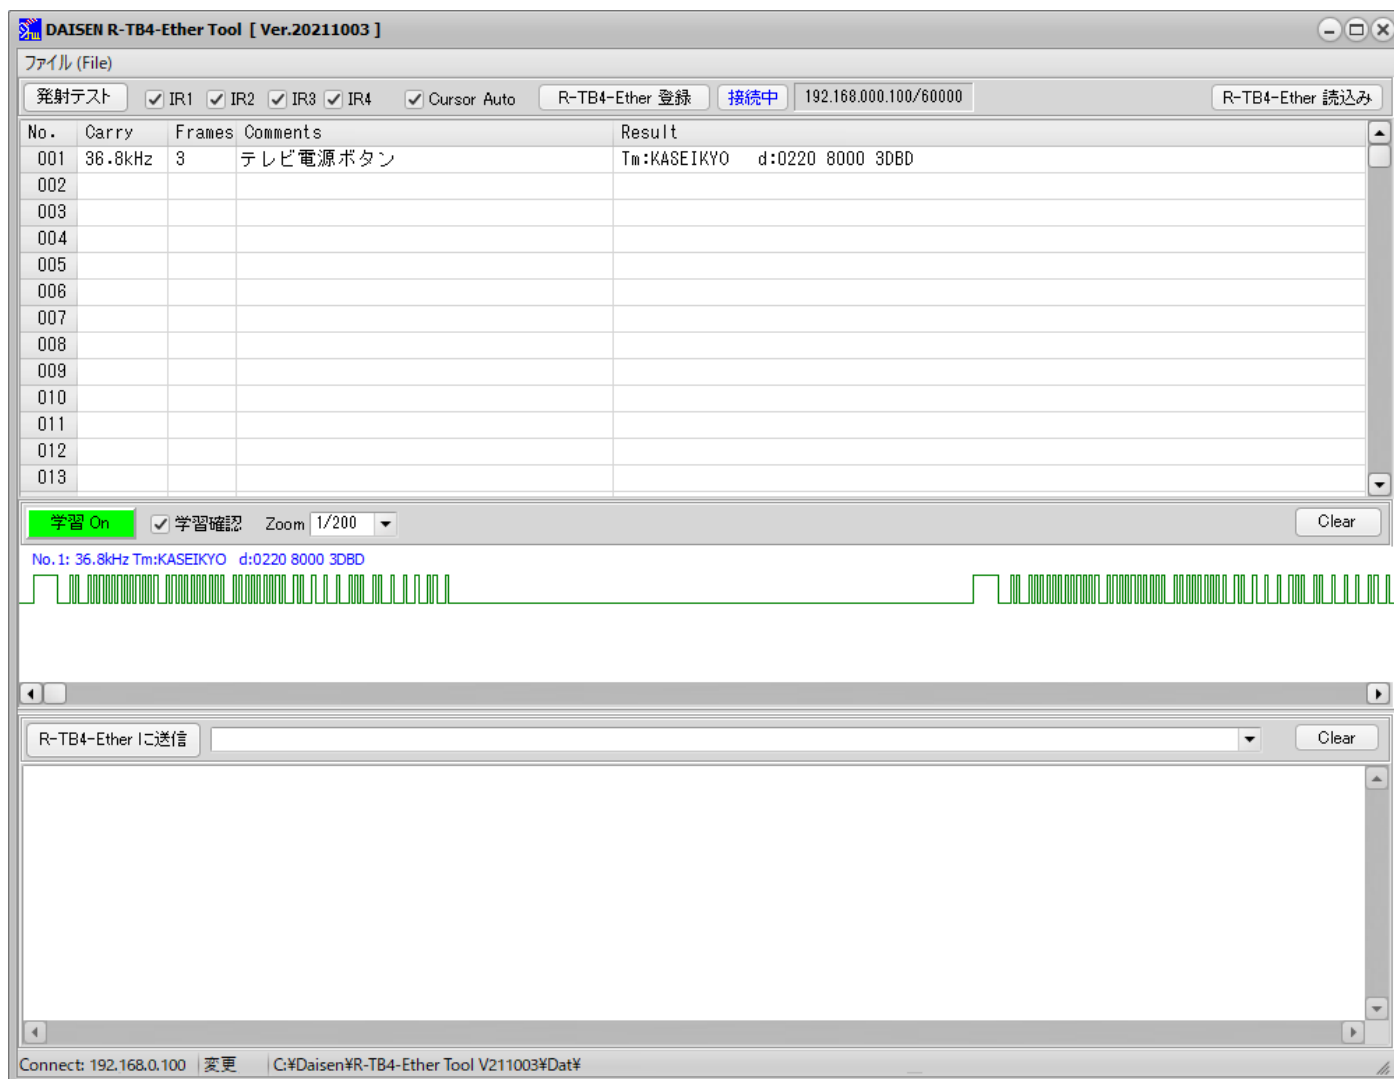 DAISEN R-TB4-Ether Tool [ Ver.20211003 ]
ファイル (File)
発射テスト IR1 IR2 IR3 IR4 Cursor Auto R-TB4-Ether 登録 接続中 192.168.000.100/60000 R-TB4-Ether 読込み
No. Carry Frames Comments Result
001 36.8kHz 3 テレビ電源ボタン Tm:KASEIKYO d:0220 8000 3DBD
002
003
004
005
006
007
008
009
010
011
012
013
学習 On 学習確認 Zoom 1/200 Clear
No.1: 36.8kHz Tm:KASEIKYO d:0220 8000 3DBD
R-TB4-Ether に送信 Clear
Connect: 192.168.0.100 変更 C:¥Daisen¥R-TB4-Ether Tool V211003¥Dat¥